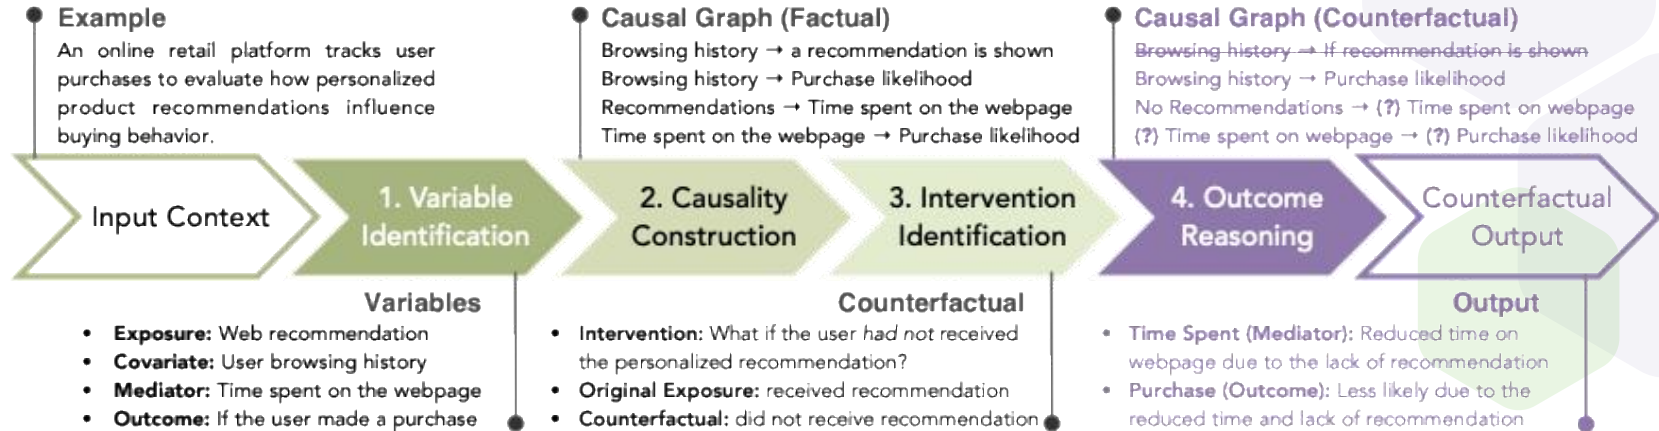 Example
An online retail platform tracks user
purchases to evaluate how personalized
product recommendations influence
buying behavior.
Causal Graph (Factual)
Browsing history → a recommendation is shown
Browsing history → Purchase likelihood
Recommendations → Time spent on the webpage
Time spent on the webpage → Purchase likelihood
Causal Graph (Counterfactual)
Browsing history → If recommendation is shown
Browsing history → Purchase likelihood
No Recommendations → (?) Time spent on webpage
(?) Time spent on webpage → (?) Purchase likelihood
Input Context
1. Variable
Identification
2. Causality
Construction
3. Intervention
Identification
4. Outcome
Reasoning
Counterfactual
Output
Variables
• Exposure: Web recommendation
• Covariate: User browsing history
• Mediator: Time spent on the webpage
• Outcome: If the user made a purchase
Counterfactual
• Intervention: What if the user had not received
the personalized recommendation?
• Original Exposure: received recommendation
• Counterfactual: did not receive recommendation
Output
• Time Spent (Mediator): Reduced time on
webpage due to the lack of recommendation
• Purchase (Outcome): Less likely due to the
reduced time and lack of recommendation